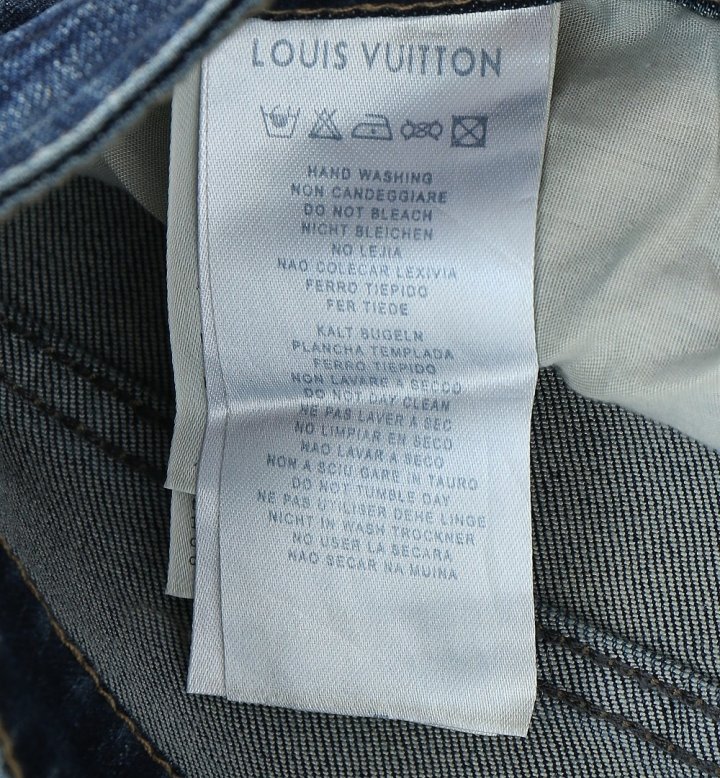 LOUIS VUITTON
HAND WASHING
NON CANDEGGIARE
DO NOT BLEACH
NICHT BLEICHEN
NO LEJIA
NAO COLECAR LEXIVIA
FERRO TIEPIDO
FER TIEDE
KALT BUGELN
PLANCHA TEMPLADA
FERRO TIEPIDO
NON LAVARE A SECCO
DO NOT DAY CLEAN
NE PAS LAVER A SEC
NO LIMPIAR EN SECO
NAO LAVAR A SECO
NON A SCIU GARE IN TAURO
DO NOT TUMBLE DAY
NE PAS UTILISER DEHE LINGE
NICHT IN WASH TROCKNER
NO USER LA SECARA
NAO SECAR NA MUINA